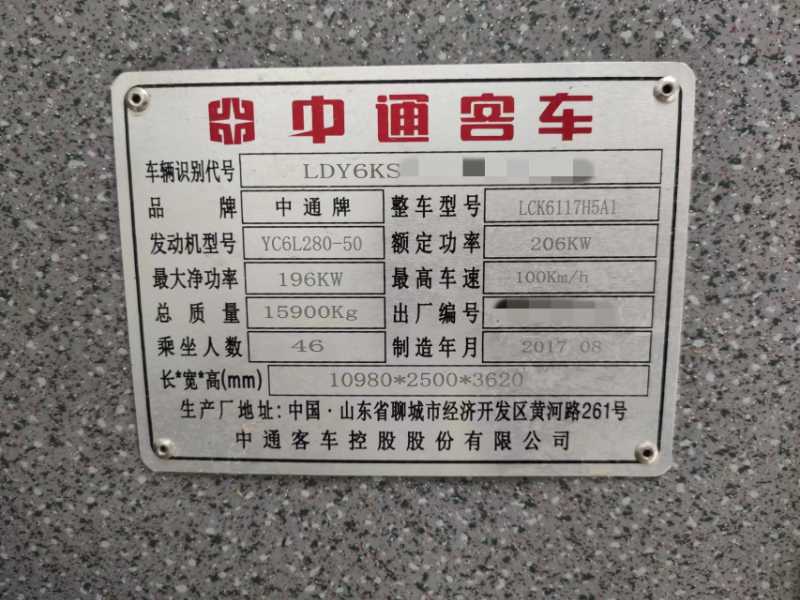 中通客车
车辆识别代号 LDY6KS
品牌 中通牌 整车型号 LCK6117H5A1
发动机型号 YC6L280-50 额定功率 206KW
最大净功率 196KW 最高车速 100Km/h
总质量 15900Kg 出厂编号
乘坐人数 46 制造年月 2017 08
长*宽*高(mm) 10980*2500*3620
生产厂地址:中国·山东省聊城市经济开发区黄河路261号
中通客车控股股份有限公司